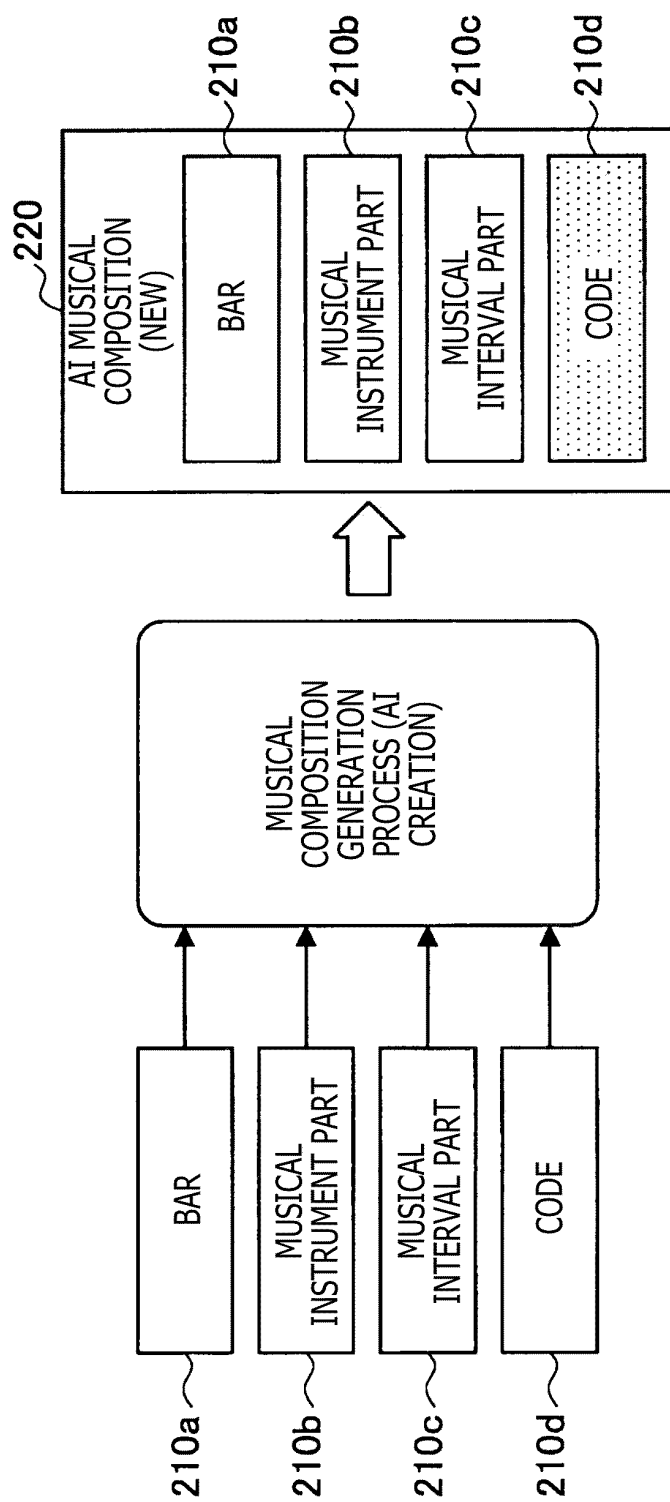 210a
BAR
210b
MUSICAL
INSTRUMENT PART
210c
MUSICAL
INTERVAL PART
210d
CODE
MUSICAL
COMPOSITION
GENERATION
PROCESS (AI
CREATION)
220
AI MUSICAL
COMPOSITION
(NEW)
BAR
210a
MUSICAL
INSTRUMENT PART
210b
MUSICAL
INTERVAL PART
210c
CODE
210d